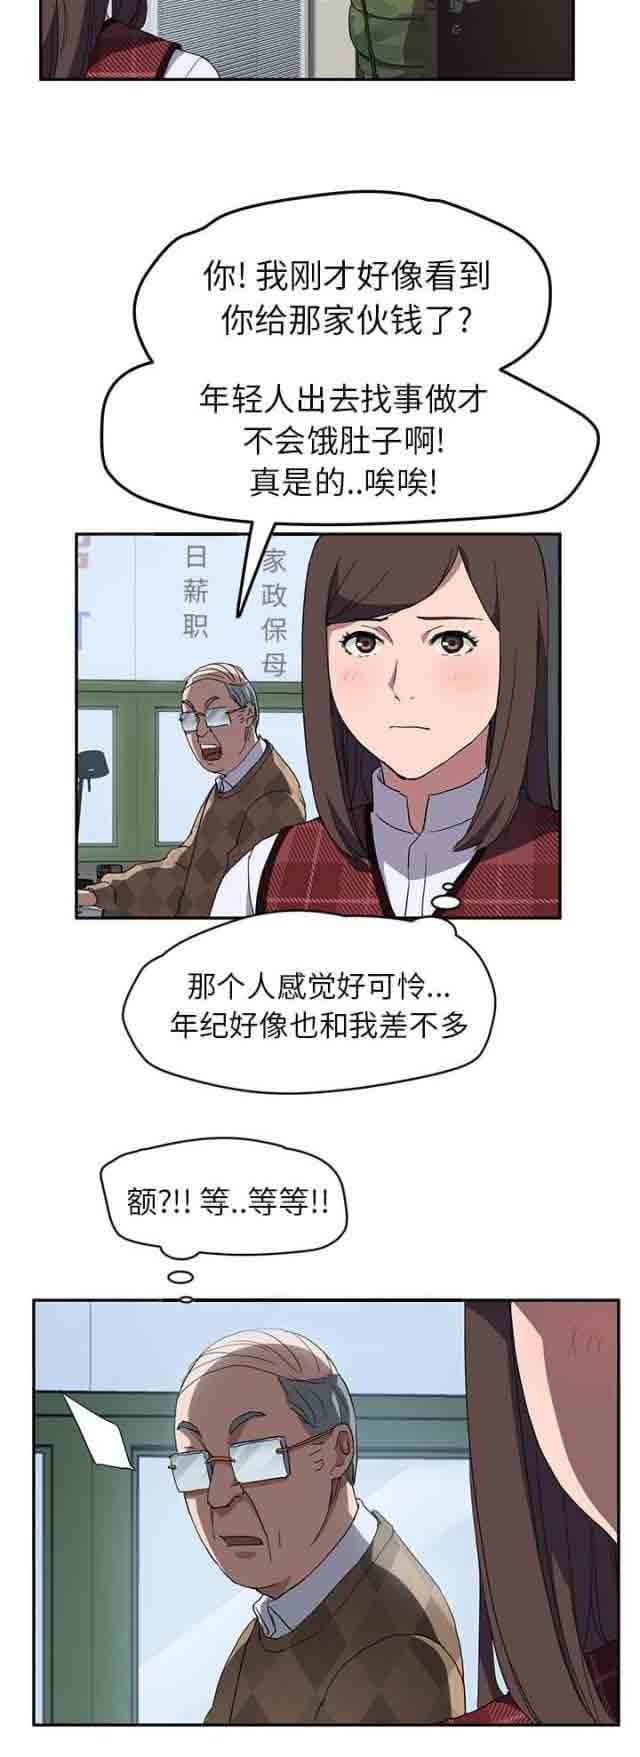 你! 我刚才好像看到
你给那家伙钱了?
年轻人出去找事做才
不会饿肚子啊!
真是的..唉唉!
日薪职
家政保母
那个人感觉好可怜...
年纪好像也和我差不多
额?!! 等..等等!!